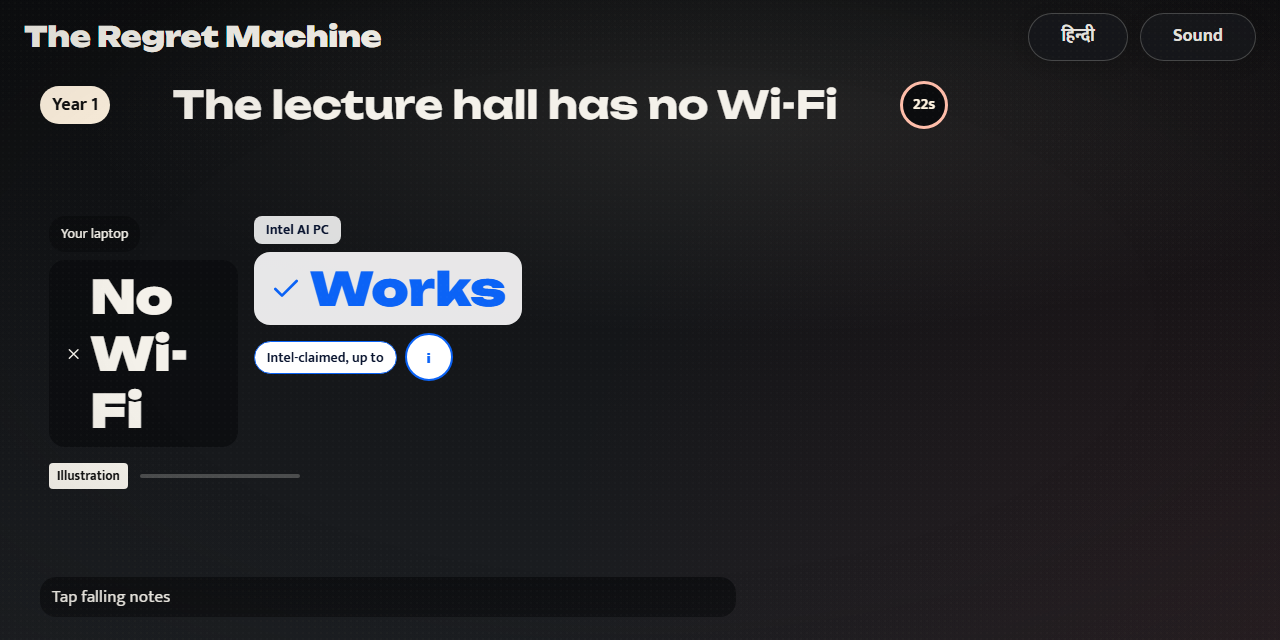 The Regret Machine
हिन्दी
Sound
Year 1
The lecture hall has no Wi-Fi
22s
Your laptop
Intel AI PC
× No
Wi-
Fi
✓ Works
Intel-claimed, up to
i
Illustration
Tap falling notes